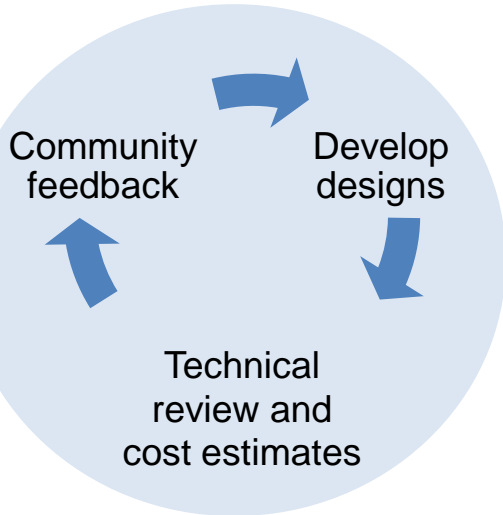 Community
feedback
Develop
designs
Technical
review and
cost estimates